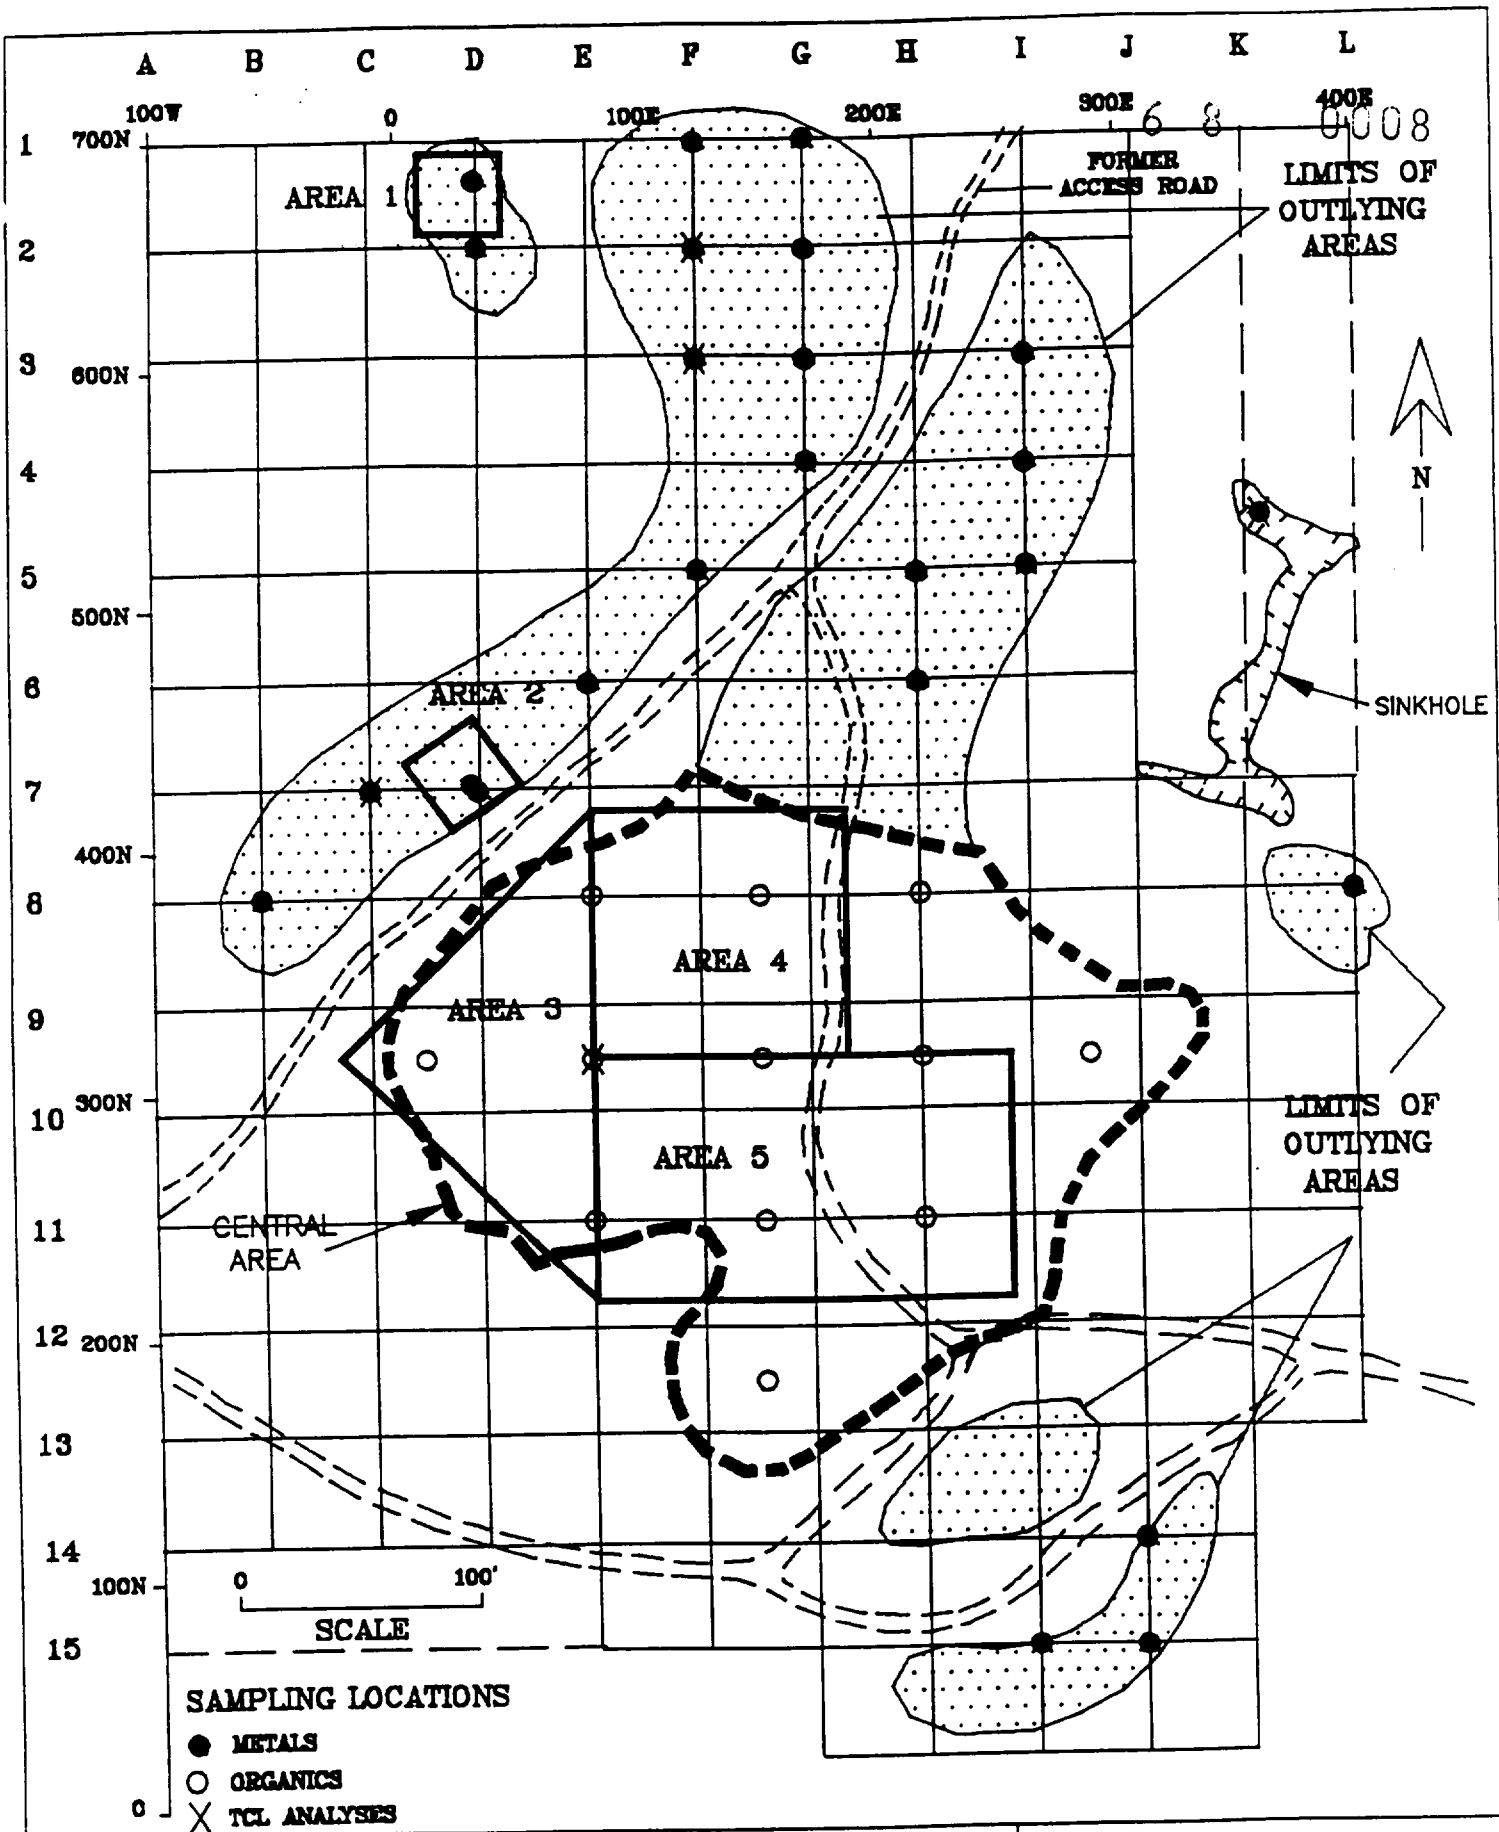 A B C D E F G H I J K L
100W 0 100E 200E 300E 400E
6 8 0008
1 700N
FORMER
ACCESS ROAD
LIMITS OF
OUTLYING
AREAS
AREA 1
2
3
600N
4
N
5
500N
6
AREA 2
SINKHOLE
7
400N
8
AREA 4
AREA 3
9
300N
10
LIMITS OF
OUTLYING
AREAS
AREA 5
CENTRAL
AREA
11
12 200N
13
14
100N
0 100'
SCALE
15
SAMPLING LOCATIONS
METALS
ORGANICS
X TCL ANALYSES
0